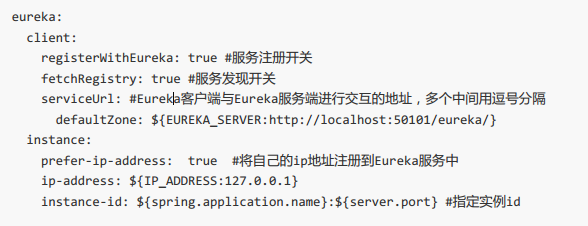 eureka:
  client:
    registerWithEureka: true #服务注册开关
    fetchRegistry: true #服务发现开关
    serviceUrl: #Eureka客户端与Eureka服务端进行交互的地址，多个中间用逗号分隔
      defaultZone: ${EUREKA_SERVER:http://localhost:50101/eureka/}
  instance:
    prefer-ip-address:  true  #将自己的ip地址注册到Eureka服务中
    ip-address: ${IP_ADDRESS:127.0.0.1}
    instance-id: ${spring.application.name}:${server.port} #指定实例id